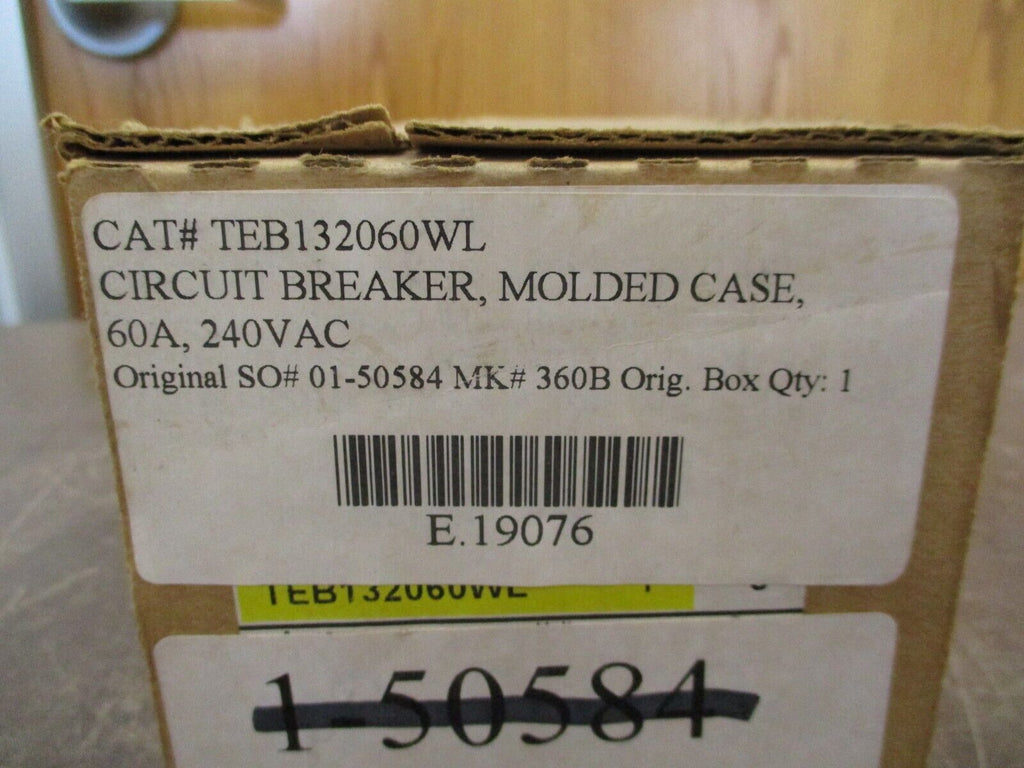 CAT# TEB132060WL
CIRCUIT BREAKER, MOLDED CASE,
60A, 240VAC
Original SO# 01-50584 MK# 360B Orig. Box Qty: 1
E.19076
TEB132060WL
1-50584